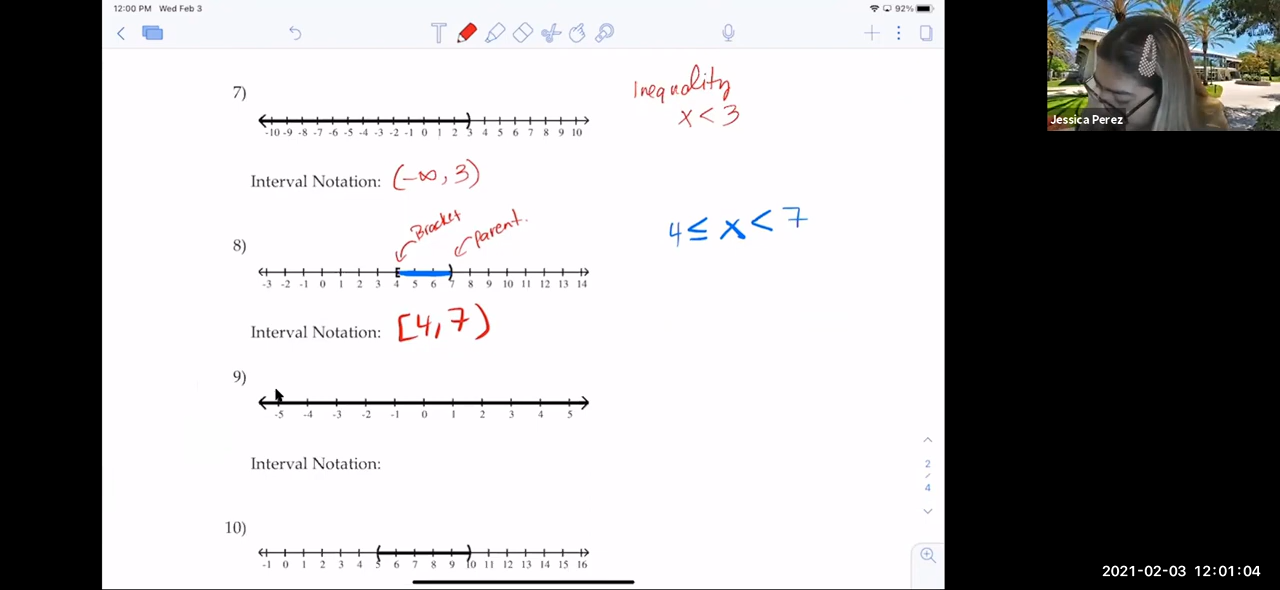 12:00 PM Wed Feb 3
92%
7)
Inequality
x < 3
-10 -9 -8 -7 -6 -5 -4 -3 -2 -1 0 1 2 3 4 5 6 7 8 9 10
Interval Notation: (-∞, 3)
Bracket
parent.
8)
4 ≤ x < 7
-3 -2 -1 0 1 2 3 4 5 6 7 8 9 10 11 12 13 14
Interval Notation: [4, 7)
9)
-5 -4 -3 -2 -1 0 1 2 3 4 5
Interval Notation:
10)
-1 0 1 2 3 4 5 6 7 8 9 10 11 12 13 14 15 16
2
/
4
Jessica Perez
2021-02-03 12:01:04